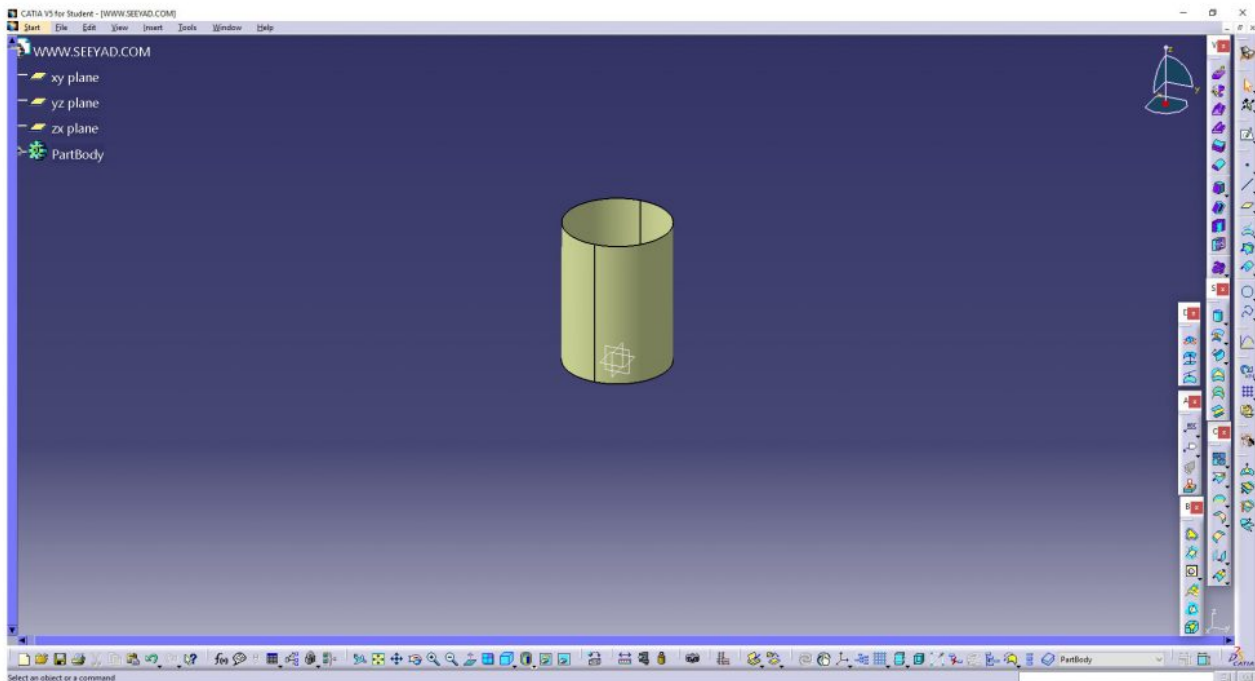 CATIA V5 for Student - [WWW.SEEYAD.COM]
Start File Edit View Insert Tools Window Help
WWW.SEEYAD.COM
xy plane
yz plane
zx plane
PartBody
z
y
V
S
D
A
C
B
f(x)
PartBody
CATIA
Select an object or a command